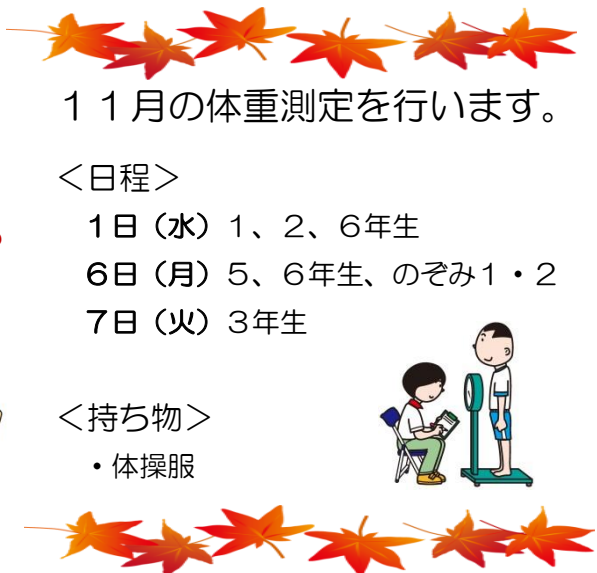 １１月の体重測定を行います。
＜日程＞
１日（水）１、２、６年生
６日（月）５、６年生、のぞみ１・２
７日（火）３年生
＜持ち物＞
・体操服